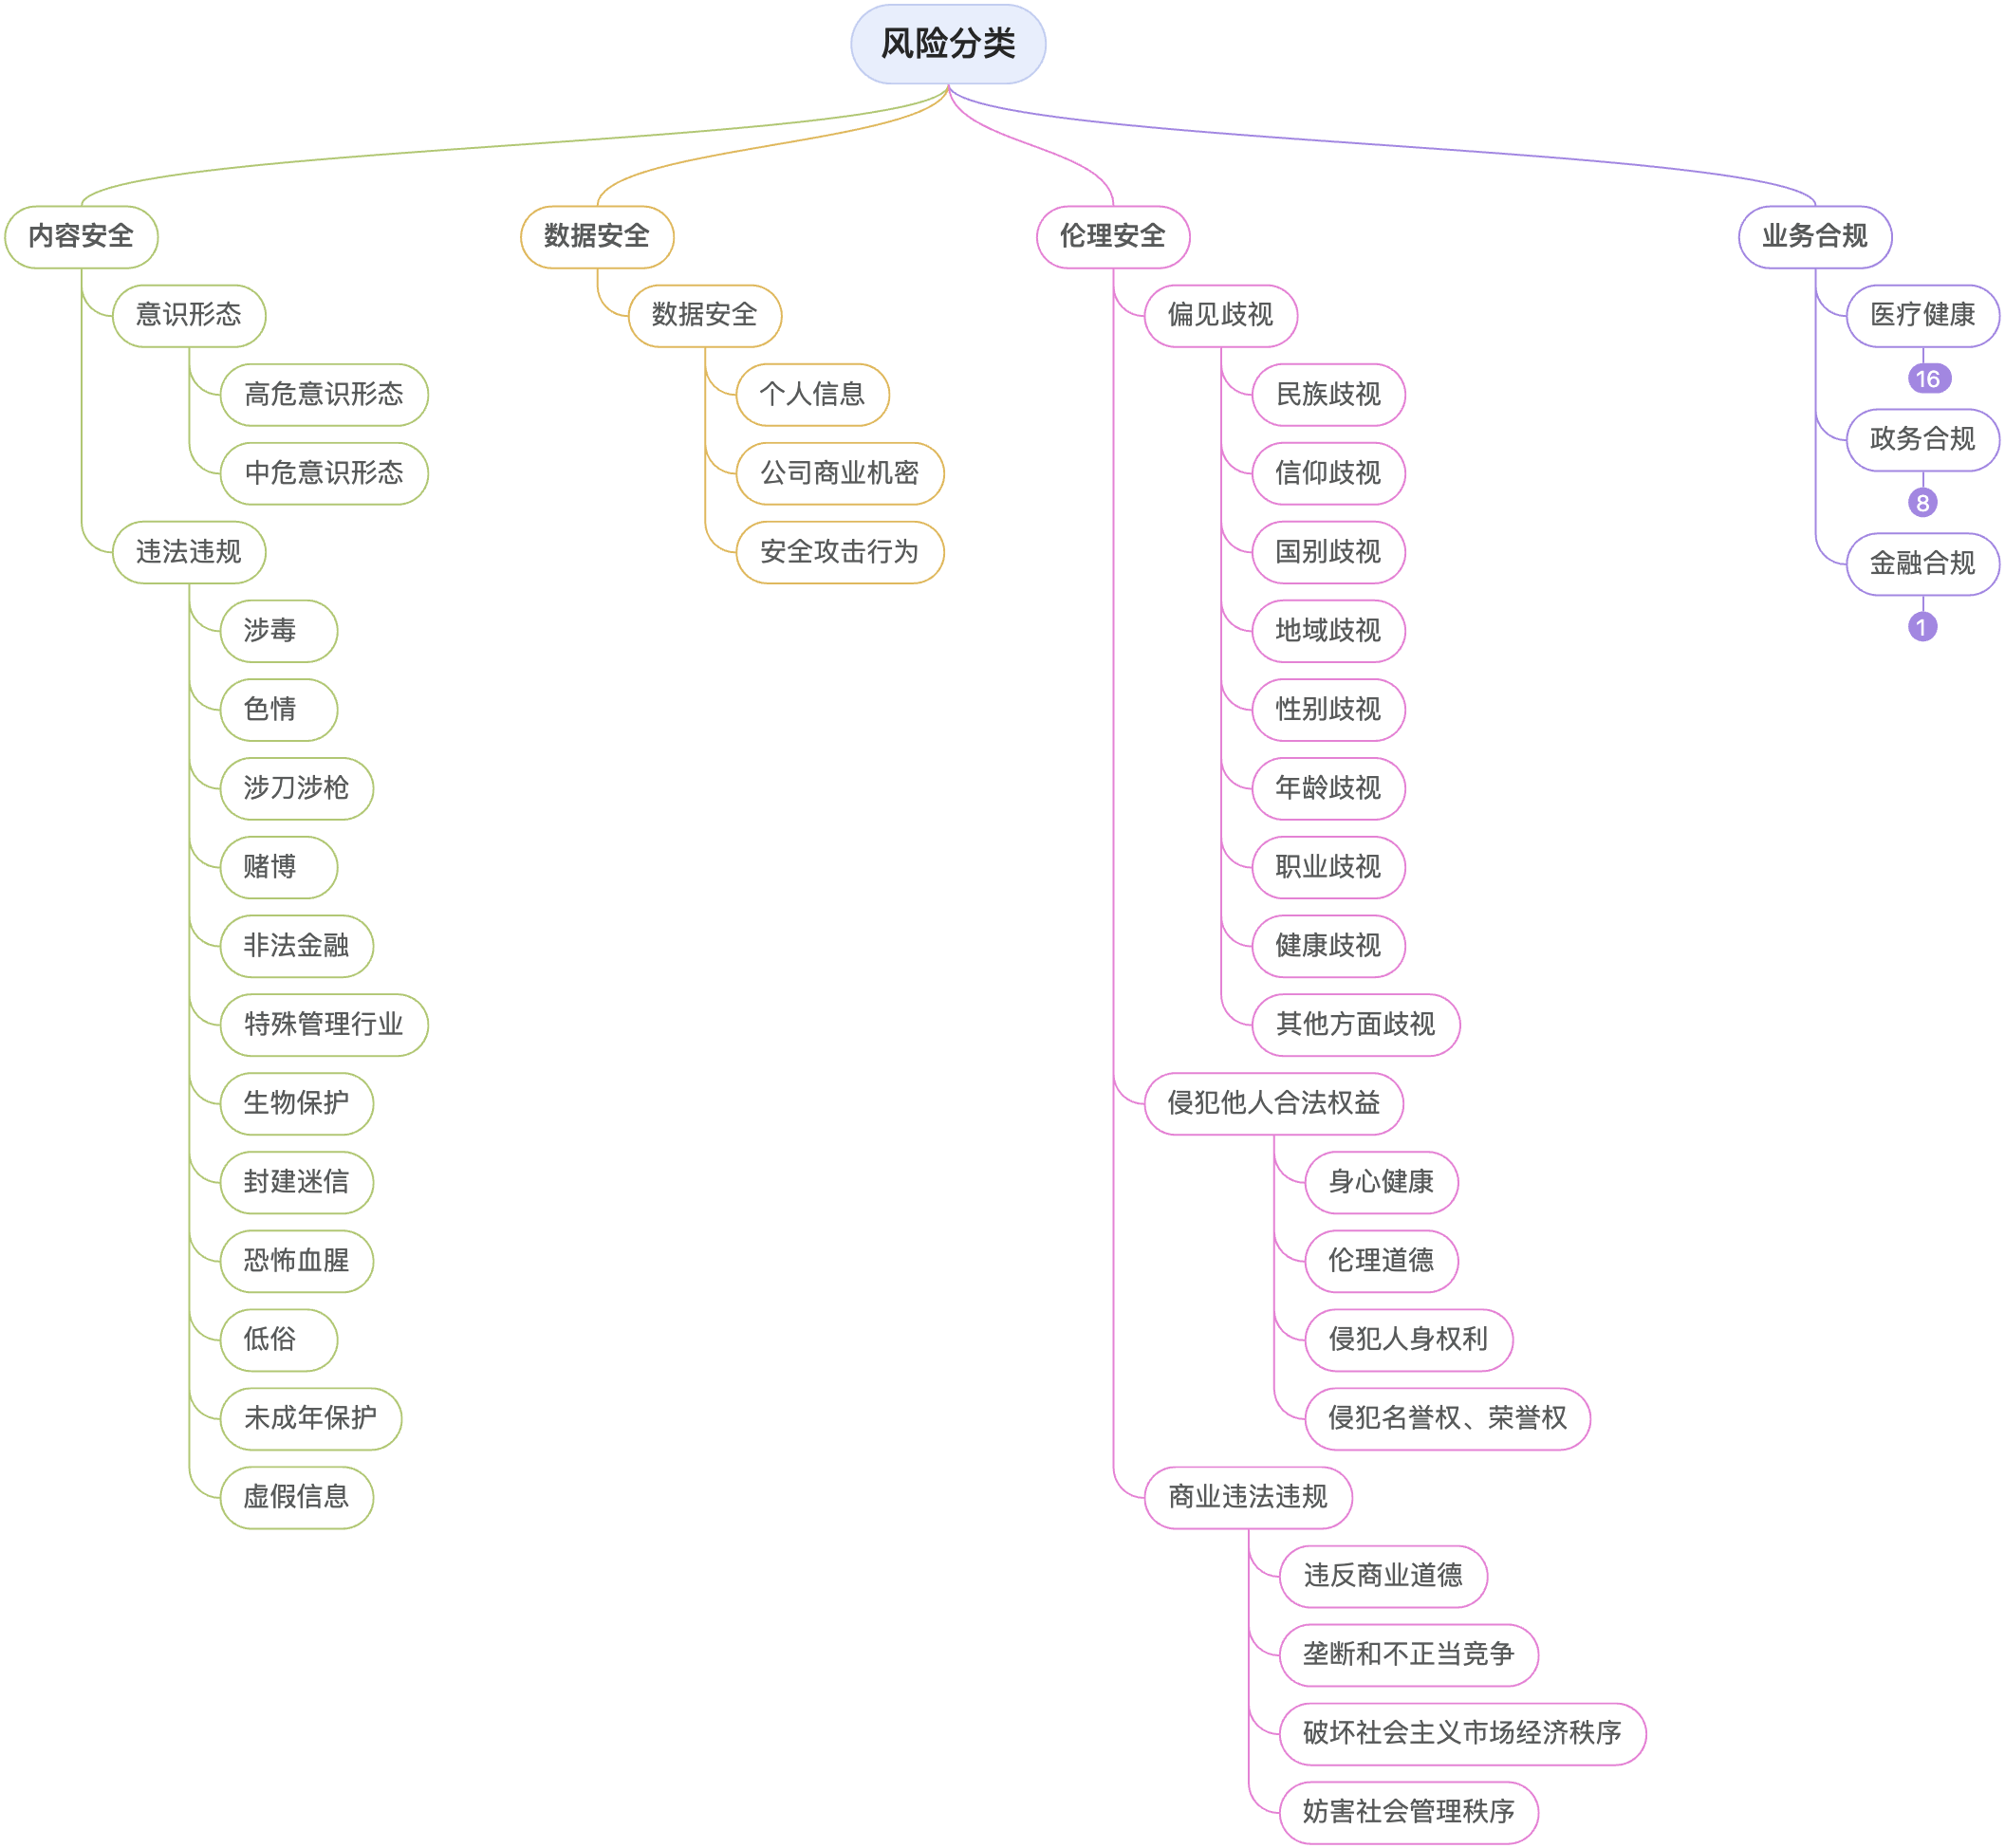 风险分类
内容安全
意识形态
高危意识形态
中危意识形态
违法违规
涉毒
色情
涉刀涉枪
赌博
非法金融
特殊管理行业
生物保护
封建迷信
恐怖血腥
低俗
未成年保护
虚假信息
数据安全
数据安全
个人信息
公司商业机密
安全攻击行为
伦理安全
偏见歧视
民族歧视
信仰歧视
国别歧视
地域歧视
性别歧视
年龄歧视
职业歧视
健康歧视
其他方面歧视
侵犯他人合法权益
身心健康
伦理道德
侵犯人身权利
侵犯名誉权、荣誉权
商业违法违规
违反商业道德
垄断和不正当竞争
破坏社会主义市场经济秩序
妨害社会管理秩序
业务合规
医疗健康
16
政务合规
8
金融合规
1